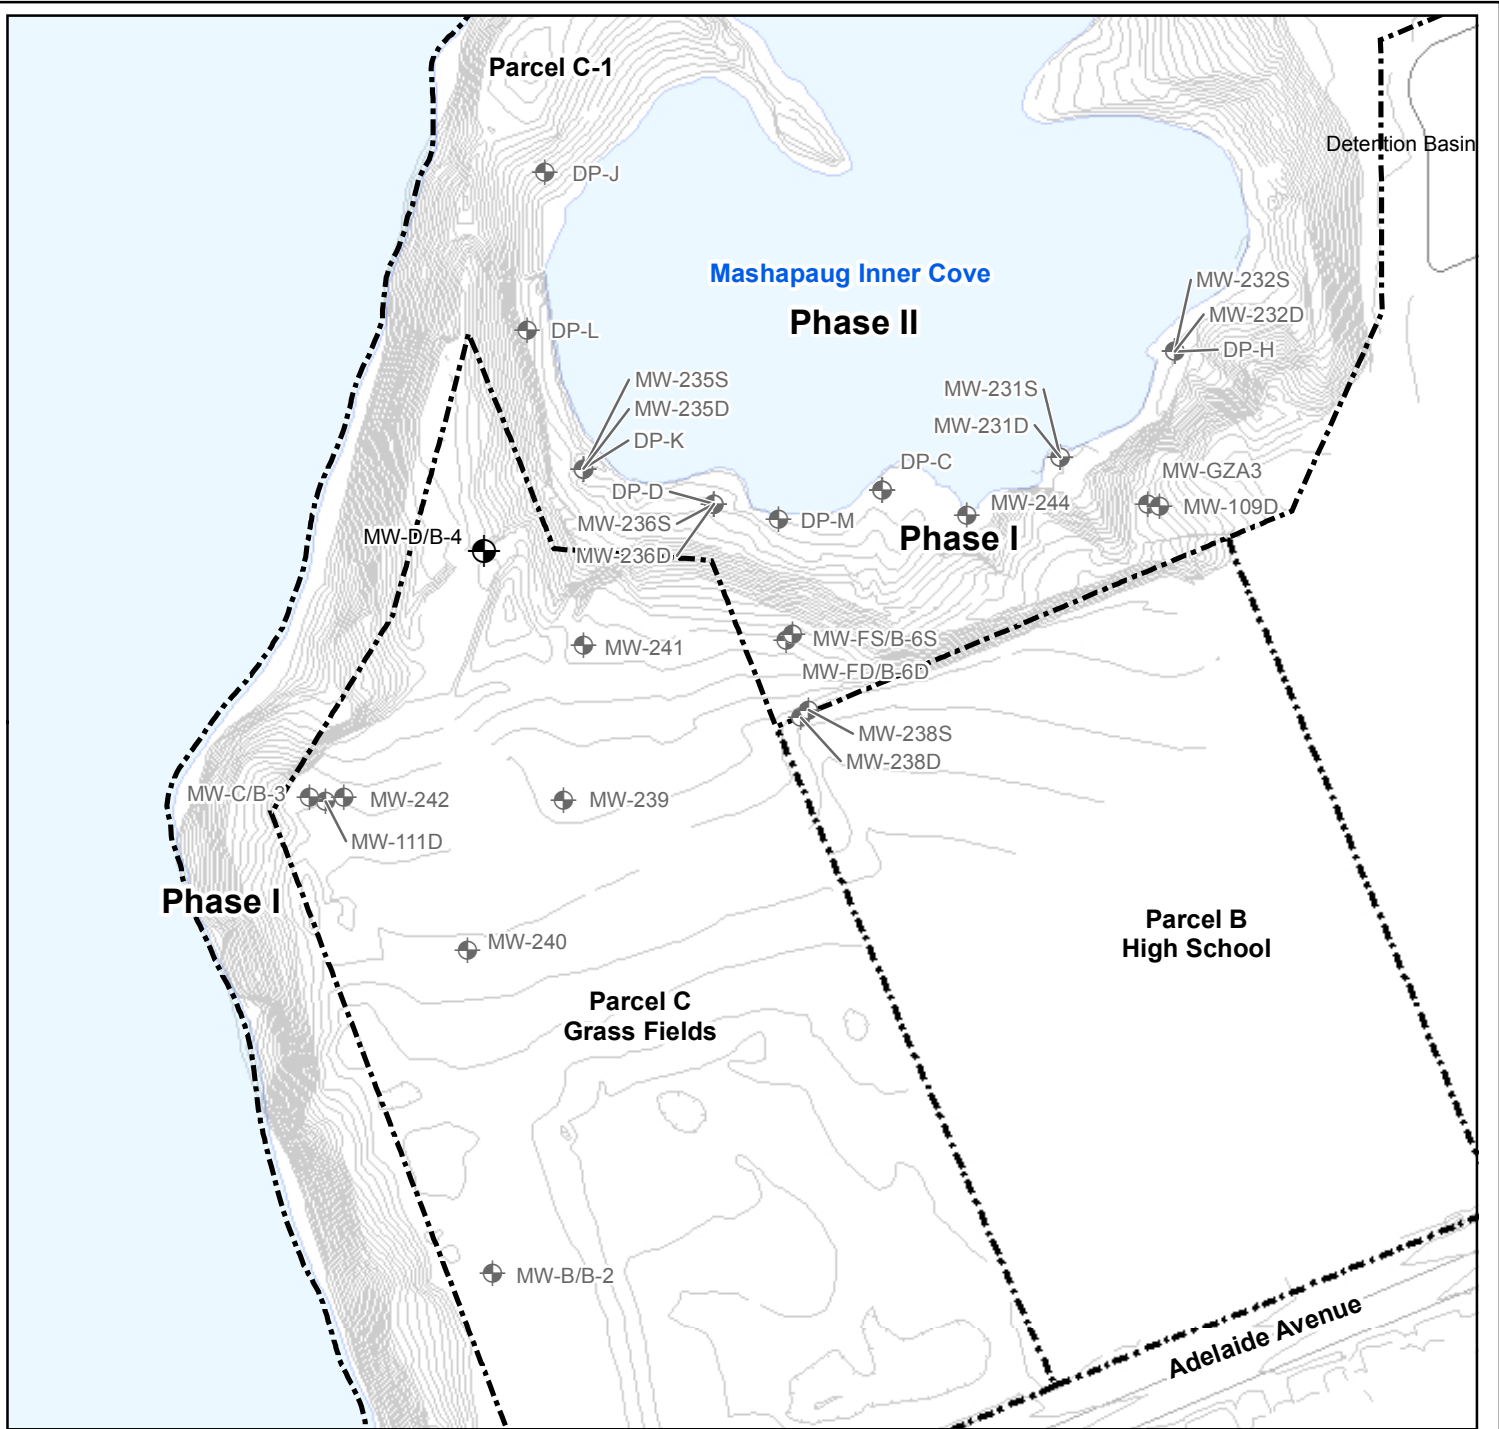 Parcel C-1
Detention Basin
DP-J
Mashapaug Inner Cove
Phase II
MW-232S
MW-232D
DP-H
DP-L
MW-235S
MW-235D
DP-K
MW-231S
MW-231D
DP-C
MW-GZA3
DP-D
MW-236S
MW-236D
DP-M
MW-244
MW-109D
Phase I
MW-D/B-4
MW-241
MW-FS/B-6S
MW-FD/B-6D
MW-238S
MW-238D
MW-C/B-3
MW-242
MW-111D
MW-239
Phase I
MW-240
Parcel B
High School
Parcel C
Grass Fields
MW-B/B-2
Adelaide Avenue